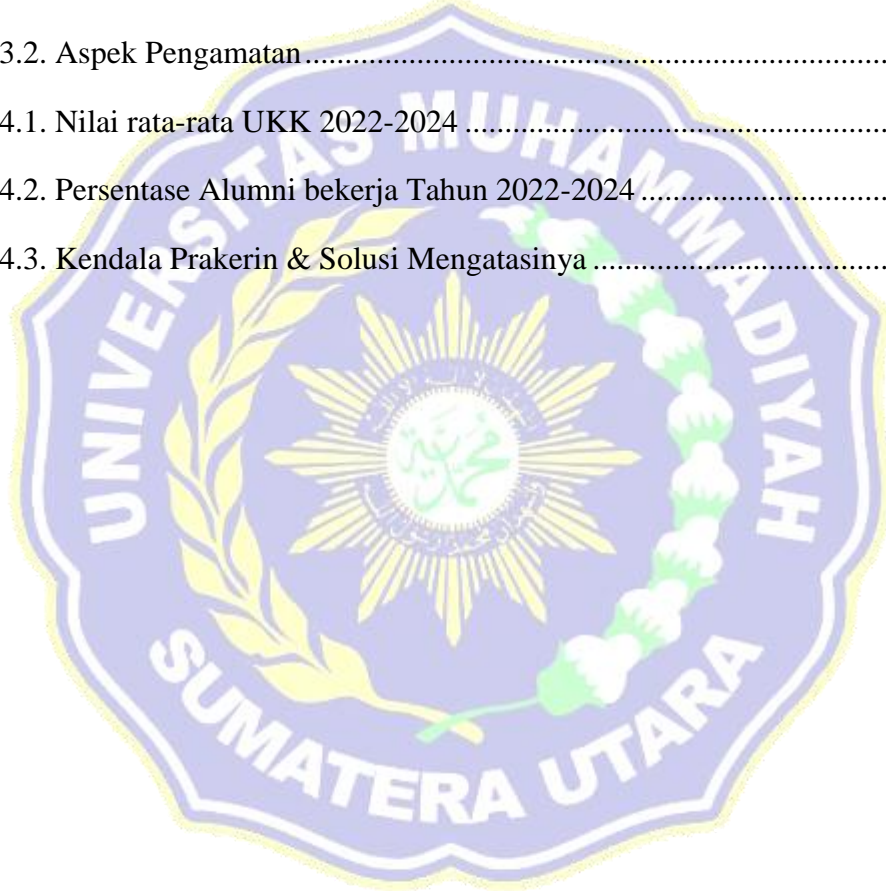 3.2. Aspek Pengamatan........................................................................
4.1. Nilai rata-rata UKK 2022-2024 ....................................................
4.2. Persentase Alumni bekerja Tahun 2022-2024 ..............................
4.3. Kendala Prakerin & Solusi Mengatasinya ....................................
UNIVERSITAS MUHAMMADIYAH
محمدية
SUMATERA UTARA